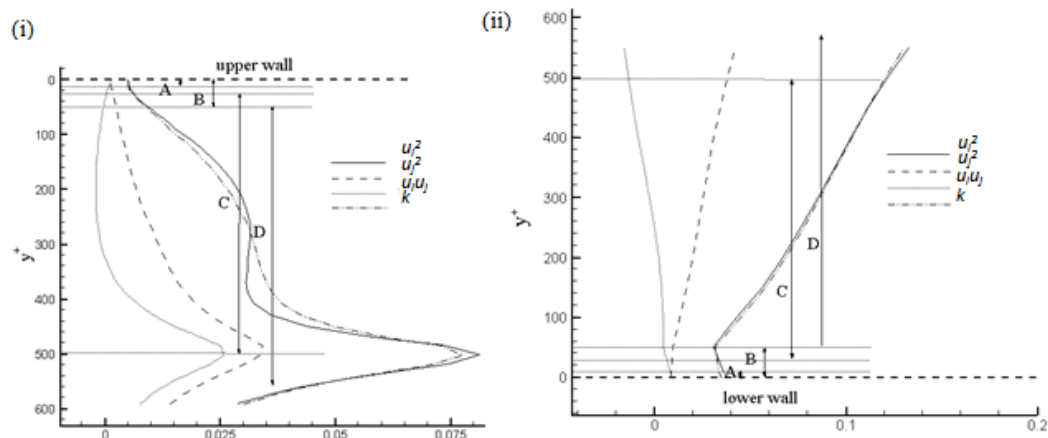 (i)
upper wall
0
100
200
300
400
500
600
y+
A
B
C
D
ui²
uj²
uiuj
k
0
0.025
0.05
0.075
(ii)
600
500
400
300
200
100
0
y+
A
B
C
D
ui²
uj²
uiuj
k
lower wall
0
0.1
0.2